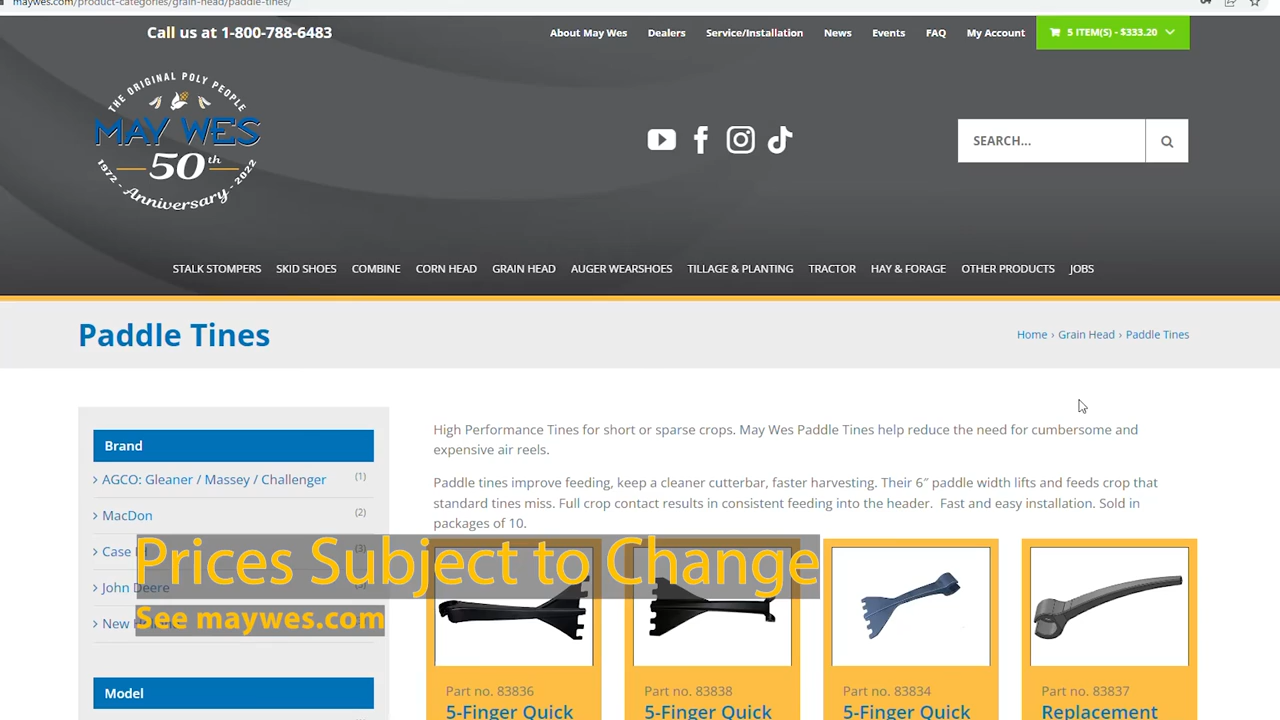 maywes.com/product-categories/grain-head/paddle-tines/
Call us at 1-800-788-6483
About May Wes
Dealers
Service/Installation
News
Events
FAQ
My Account
5 ITEM(S) - $333.20
THE ORIGINAL POLY PEOPLE
MAY WES
50th
1972 - Anniversary - 2022
SEARCH...
STALK STOMPERS
SKID SHOES
COMBINE
CORN HEAD
GRAIN HEAD
AUGER WEARSHOES
TILLAGE & PLANTING
TRACTOR
HAY & FORAGE
OTHER PRODUCTS
JOBS
Paddle Tines
Home › Grain Head › Paddle Tines
Brand
AGCO: Gleaner / Massey / Challenger (1)
MacDon (2)
Case
John Deere
New
Model
High Performance Tines for short or sparse crops. May Wes Paddle Tines help reduce the need for cumbersome and
expensive air reels.
Paddle tines improve feeding, keep a cleaner cutterbar, faster harvesting. Their 6″ paddle width lifts and feeds crop that
standard tines miss. Full crop contact results in consistent feeding into the header.  Fast and easy installation. Sold in
packages of 10.
Prices Subject to Change
See maywes.com
Part no. 83836
5-Finger Quick
Part no. 83838
5-Finger Quick
Part no. 83834
5-Finger Quick
Part no. 83837
Replacement